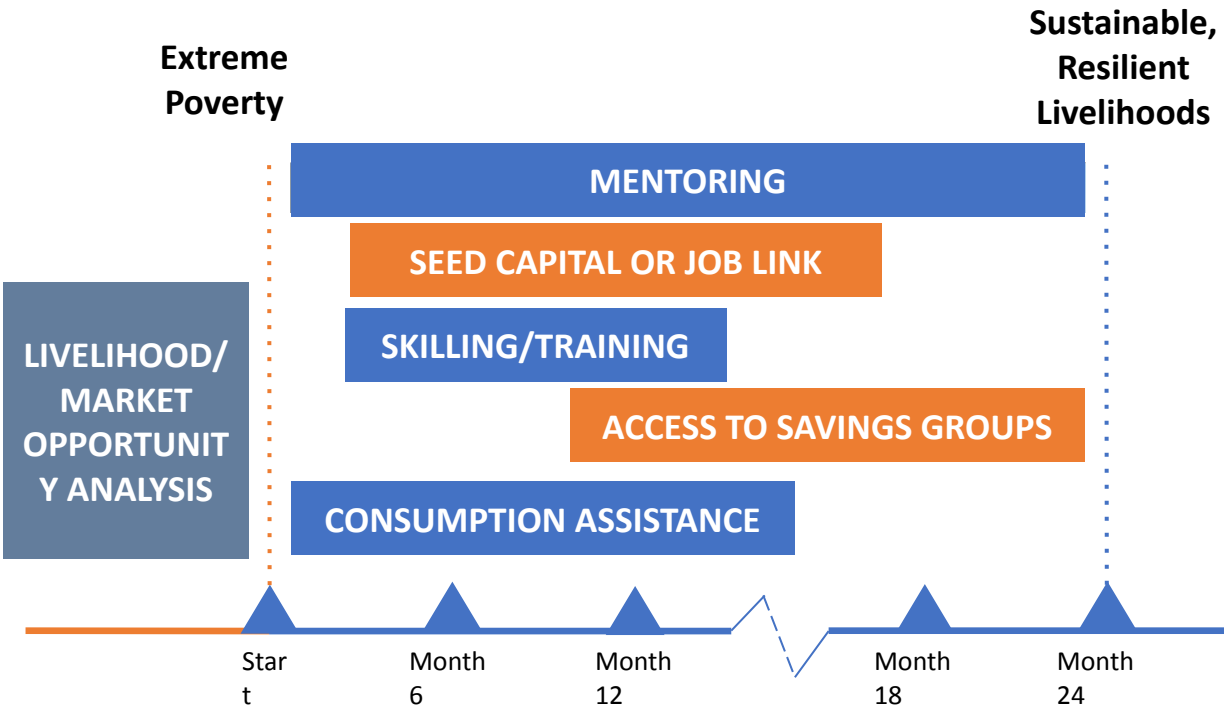 Extreme
Poverty
Sustainable,
Resilient
Livelihoods
MENTORING
SEED CAPITAL OR JOB LINK
SKILLING/TRAINING
ACCESS TO SAVINGS GROUPS
CONSUMPTION ASSISTANCE
LIVELIHOOD/
MARKET
OPPORTUNIT
Y ANALYSIS
Star
t
Month
6
Month
12
Month
18
Month
24